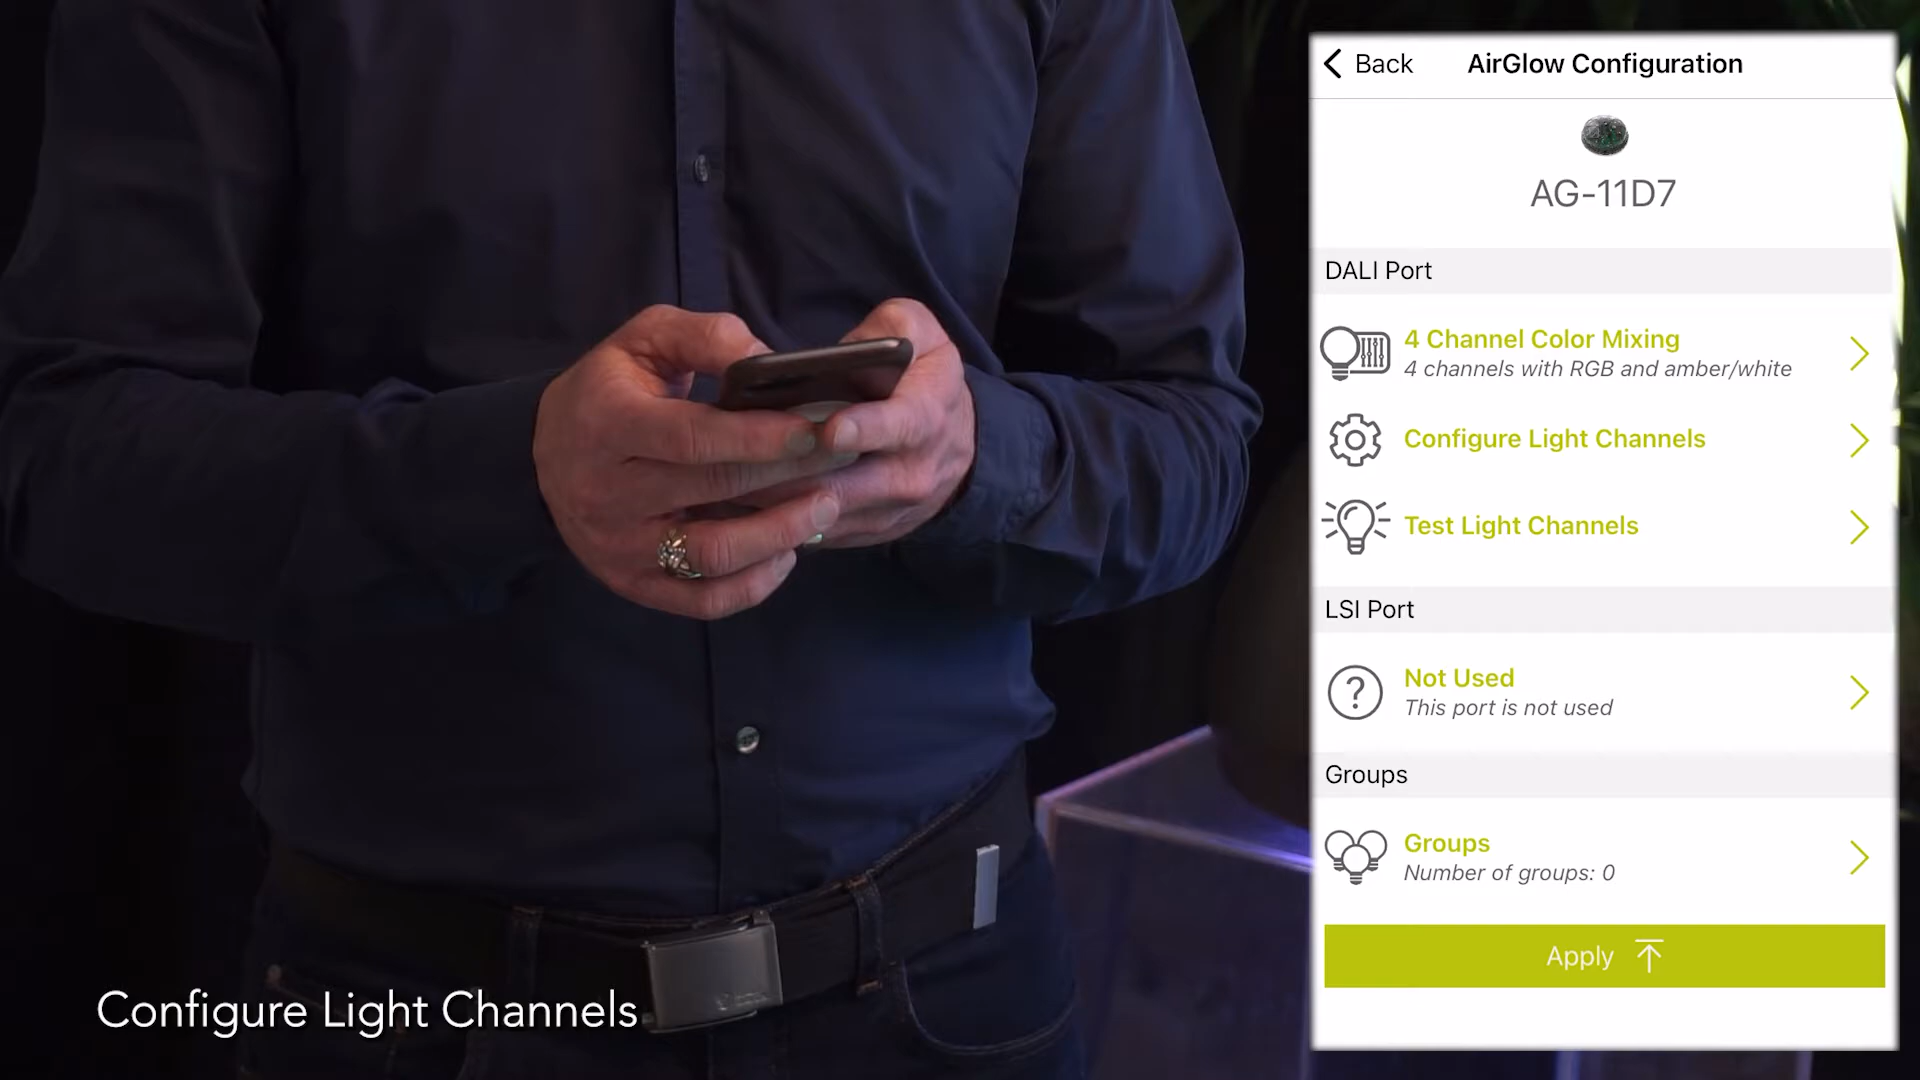 Back
AirGlow Configuration
AG-11D7
DALI Port
4 Channel Color Mixing
4 channels with RGB and amber/white
Configure Light Channels
Test Light Channels
LSI Port
Not Used
This port is not used
Groups
Groups
Number of groups: 0
Apply
Configure Light Channels